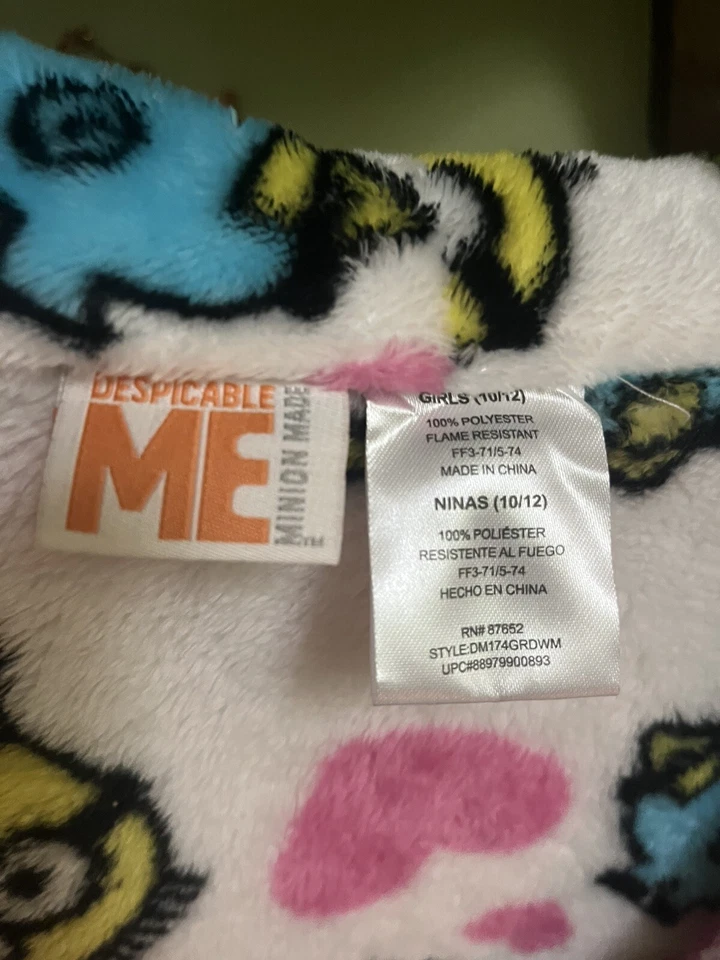 DESPICABLE
ME
MINION MADE
TM
GIRLS (10/12)
100% POLYESTER
FLAME RESISTANT
FF3-71/5-74
MADE IN CHINA
NINAS (10/12)
100% POLIÉSTER
RESISTENTE AL FUEGO
FF3-71/5-74
HECHO EN CHINA
RN# 87652
STYLE:DM174GRDWM
UPC#88979900893